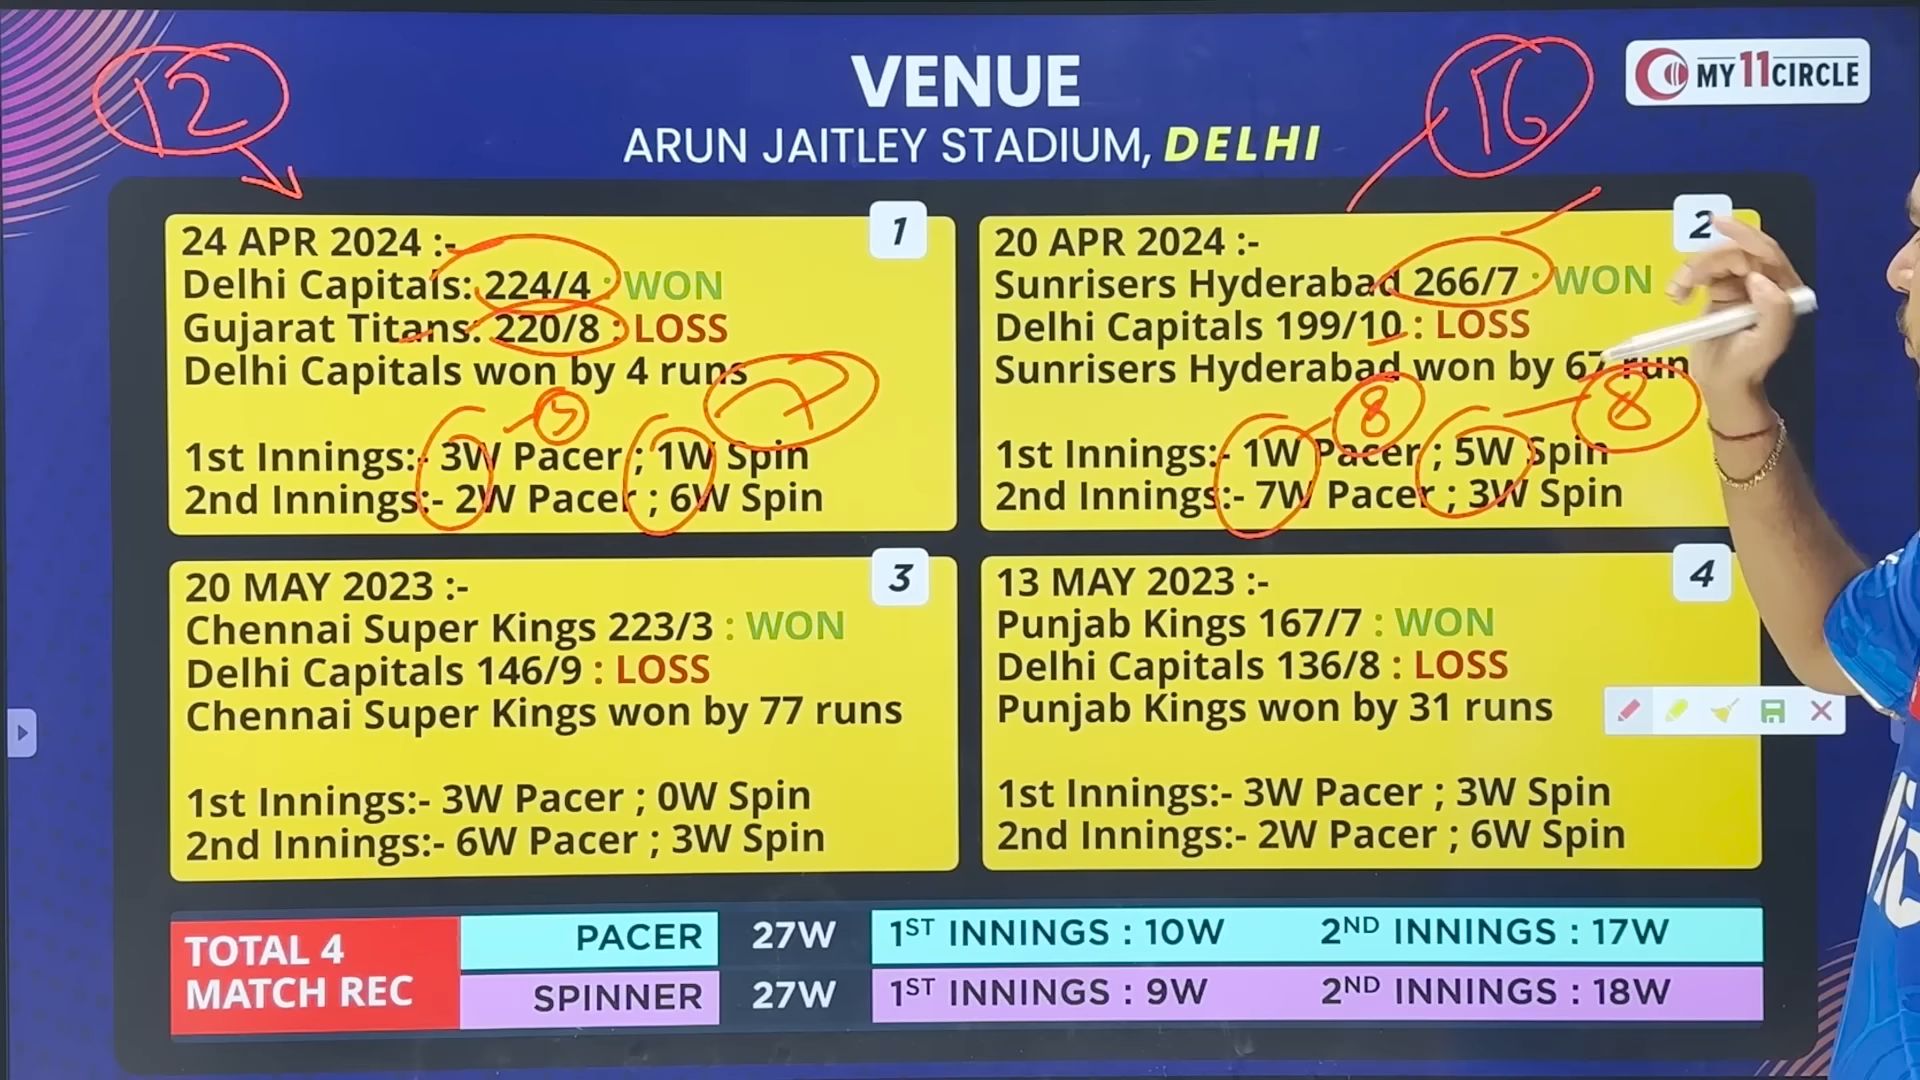 12
VENUE
ARUN JAITLEY STADIUM, DELHI
16
MY11CIRCLE
1
24 APR 2024 :-
Delhi Capitals: 224/4 : WON
Gujarat Titans: 220/8 : LOSS
Delhi Capitals won by 4 runs
5
7
1st Innings:- 3W Pacer ; 1W Spin
2nd Innings:- 2W Pacer ; 6W Spin
2
20 APR 2024 :-
Sunrisers Hyderabad 266/7 : WON
Delhi Capitals 199/10 : LOSS
Sunrisers Hyderabad won by 67 run
8
8
1st Innings:- 1W Pacer ; 5W Spin
2nd Innings:- 7W Pacer ; 3W Spin
3
20 MAY 2023 :-
Chennai Super Kings 223/3 : WON
Delhi Capitals 146/9 : LOSS
Chennai Super Kings won by 77 runs
1st Innings:- 3W Pacer ; 0W Spin
2nd Innings:- 6W Pacer ; 3W Spin
4
13 MAY 2023 :-
Punjab Kings 167/7 : WON
Delhi Capitals 136/8 : LOSS
Punjab Kings won by 31 runs
1st Innings:- 3W Pacer ; 3W Spin
2nd Innings:- 2W Pacer ; 6W Spin
TOTAL 4
MATCH REC
PACER 27W 1ST INNINGS : 10W 2ND INNINGS : 17W
SPINNER 27W 1ST INNINGS : 9W 2ND INNINGS : 18W